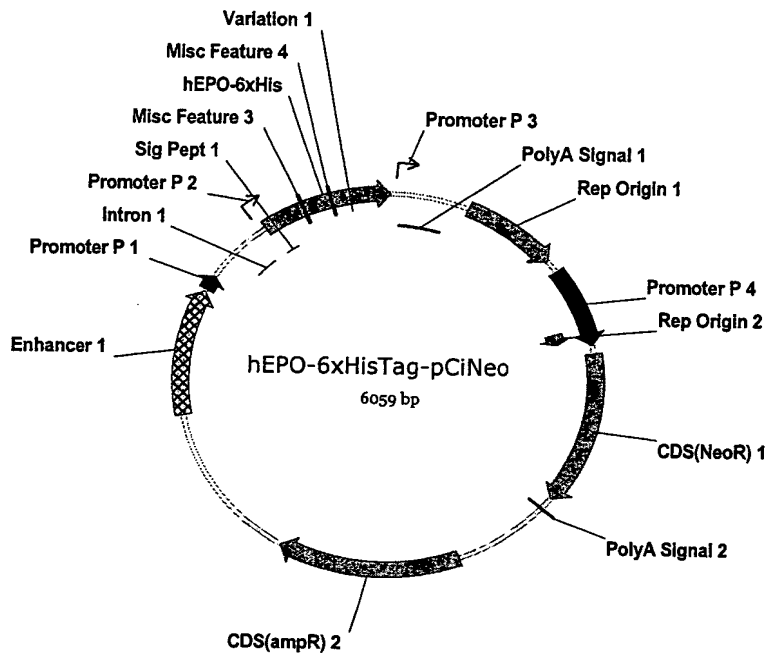 Variation 1
Misc Feature 4
hEPO-6xHis
Misc Feature 3
Sig Pept 1
Promoter P 2
Intron 1
Promoter P 1
Enhancer 1
Promoter P 3
PolyA Signal 1
Rep Origin 1
Promoter P 4
Rep Origin 2
hEPO-6xHisTag-pCiNeo
6059 bp
CDS(NeoR) 1
PolyA Signal 2
CDS(ampR) 2